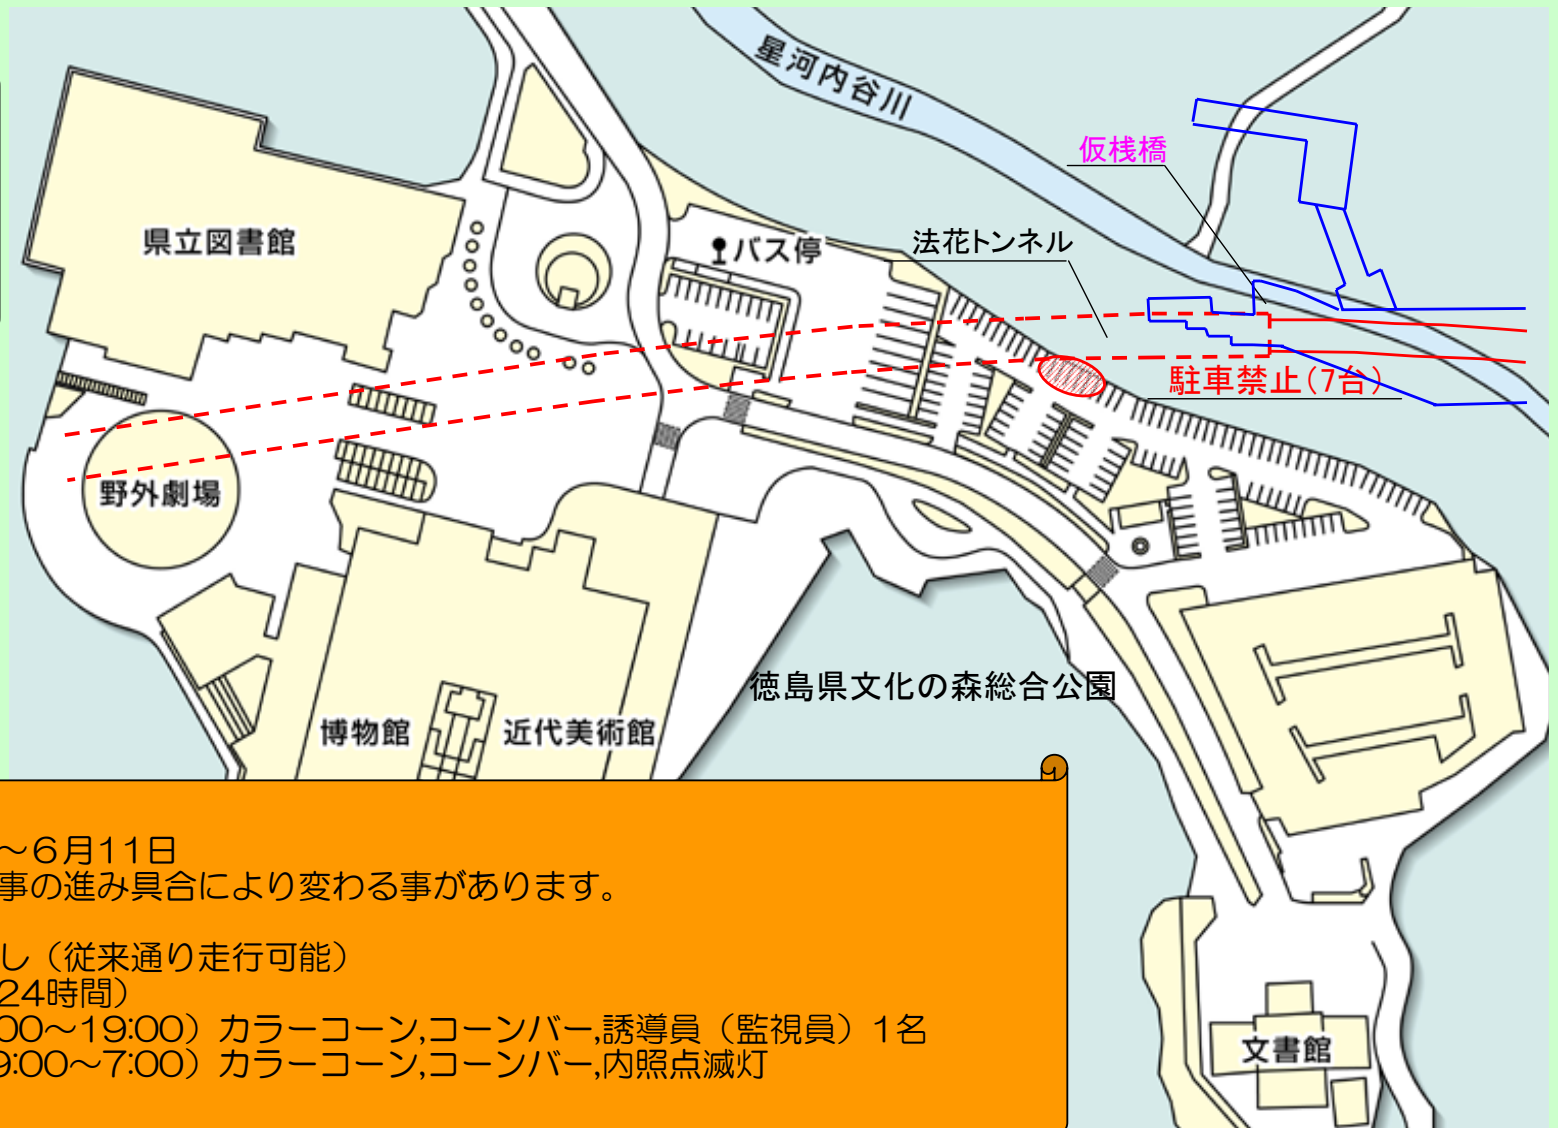 星河内谷川
仮桟橋
県立図書館
バス停
法花トンネル
駐車禁止(7台)
野外劇場
徳島県文化の森総合公園
博物館
近代美術館
～６月11日
事の進み具合により変わる事があります。
し（従来通り走行可能）
24時間）
00～19:00）カラーコーン,コーンバー,誘導員（監視員）1名
9:00～7:00）カラーコーン,コーンバー,内照点滅灯
文書館